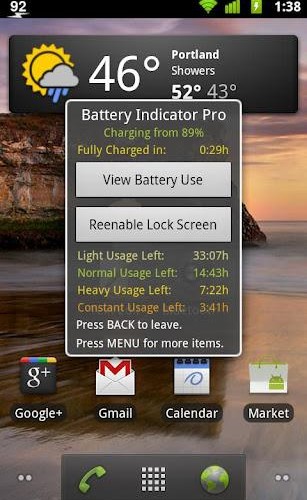 92
1:38
46°
Portland
Showers
52° 43°
Battery Indicator Pro
Charging from 89%
Fully Charged in: 0:29h
View Battery Use
Reenable Lock Screen
Light Usage Left: 33:07h
Normal Usage Left: 14:43h
Heavy Usage Left: 7:22h
Constant Usage Left: 3:41h
Press BACK to leave.
Press MENU for more items.
g+
Google+
Gmail
Calendar
Market